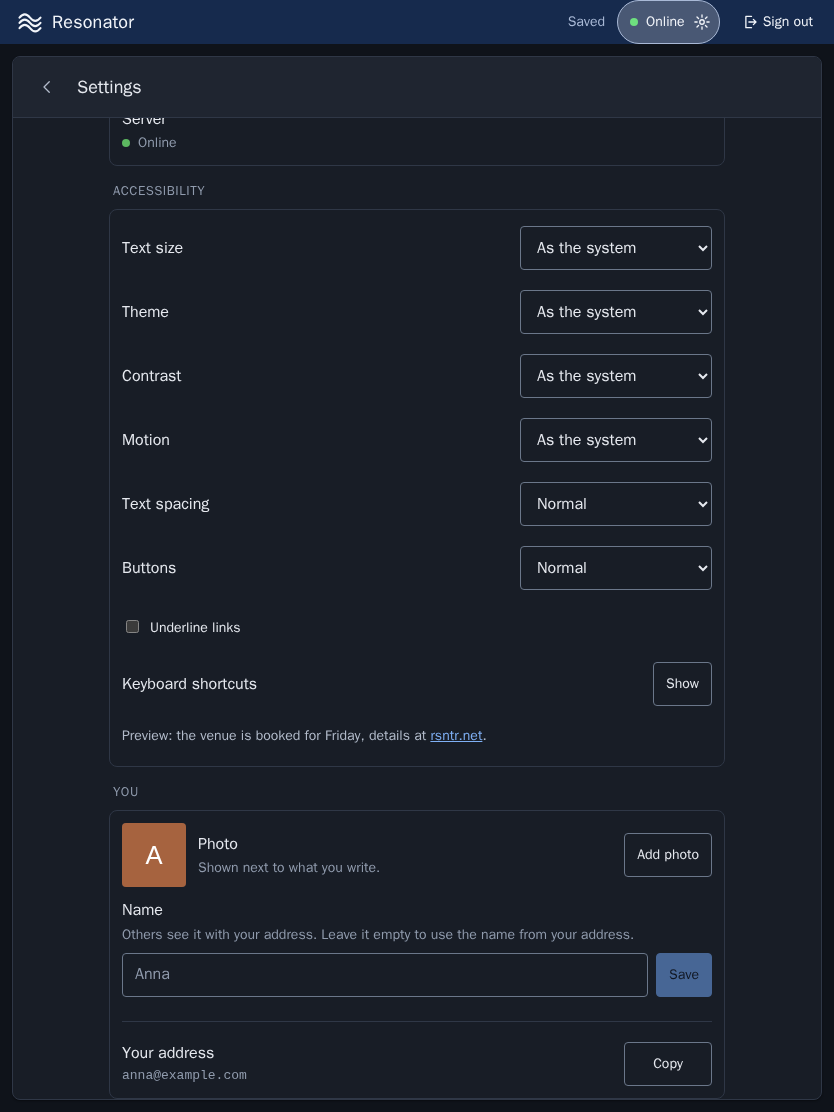 Resonator
Saved
Online
Sign out
Settings
Server
Online
ACCESSIBILITY
Text size
As the system
Theme
As the system
Contrast
As the system
Motion
As the system
Text spacing
Normal
Buttons
Normal
Underline links
Keyboard shortcuts
Show
Preview: the venue is booked for Friday, details at rsntr.net.
YOU
A
Photo
Shown next to what you write.
Add photo
Name
Others see it with your address. Leave it empty to use the name from your address.
Anna
Save
Your address
anna@example.com
Copy